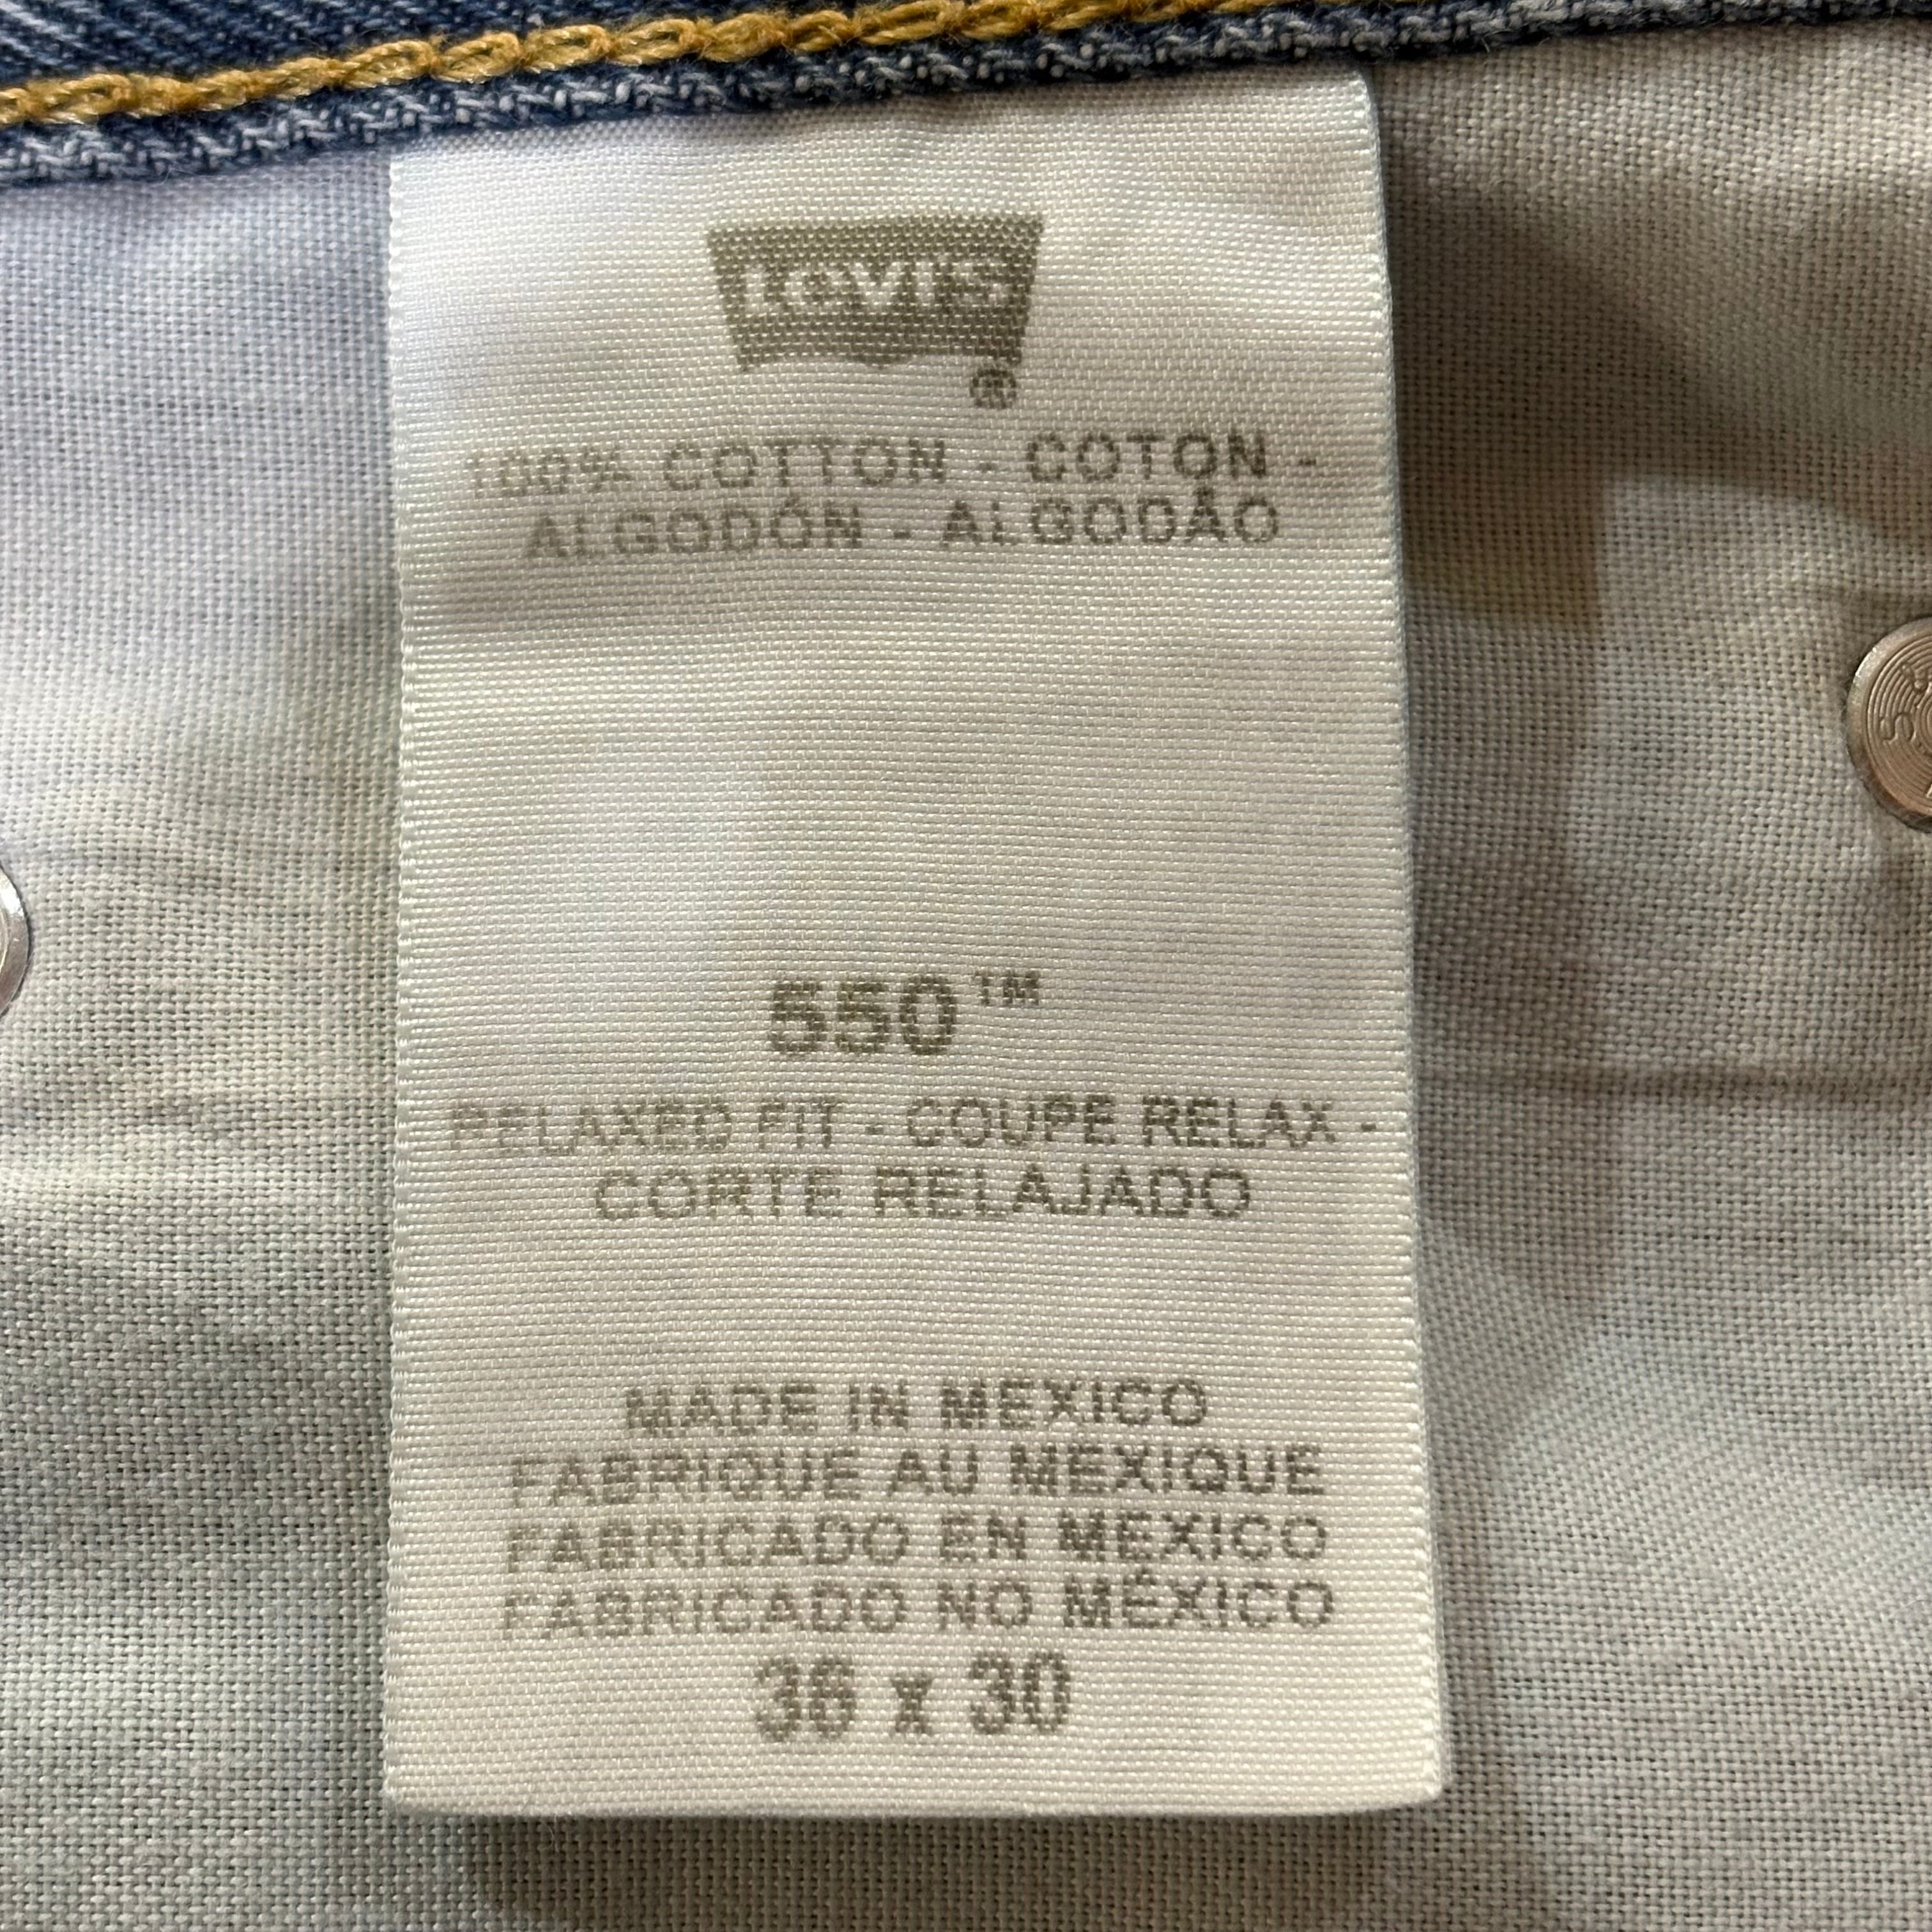 Levi's
®
100% COTTON - COTON -
ALGODÓN - ALGODÃO
550™
RELAXED FIT - COUPE RELAX -
CORTE RELAJADO
MADE IN MEXICO
FABRIQUE AU MEXIQUE
FABRICADO EN MEXICO
FABRICADO NO MÉXICO
36 x 30